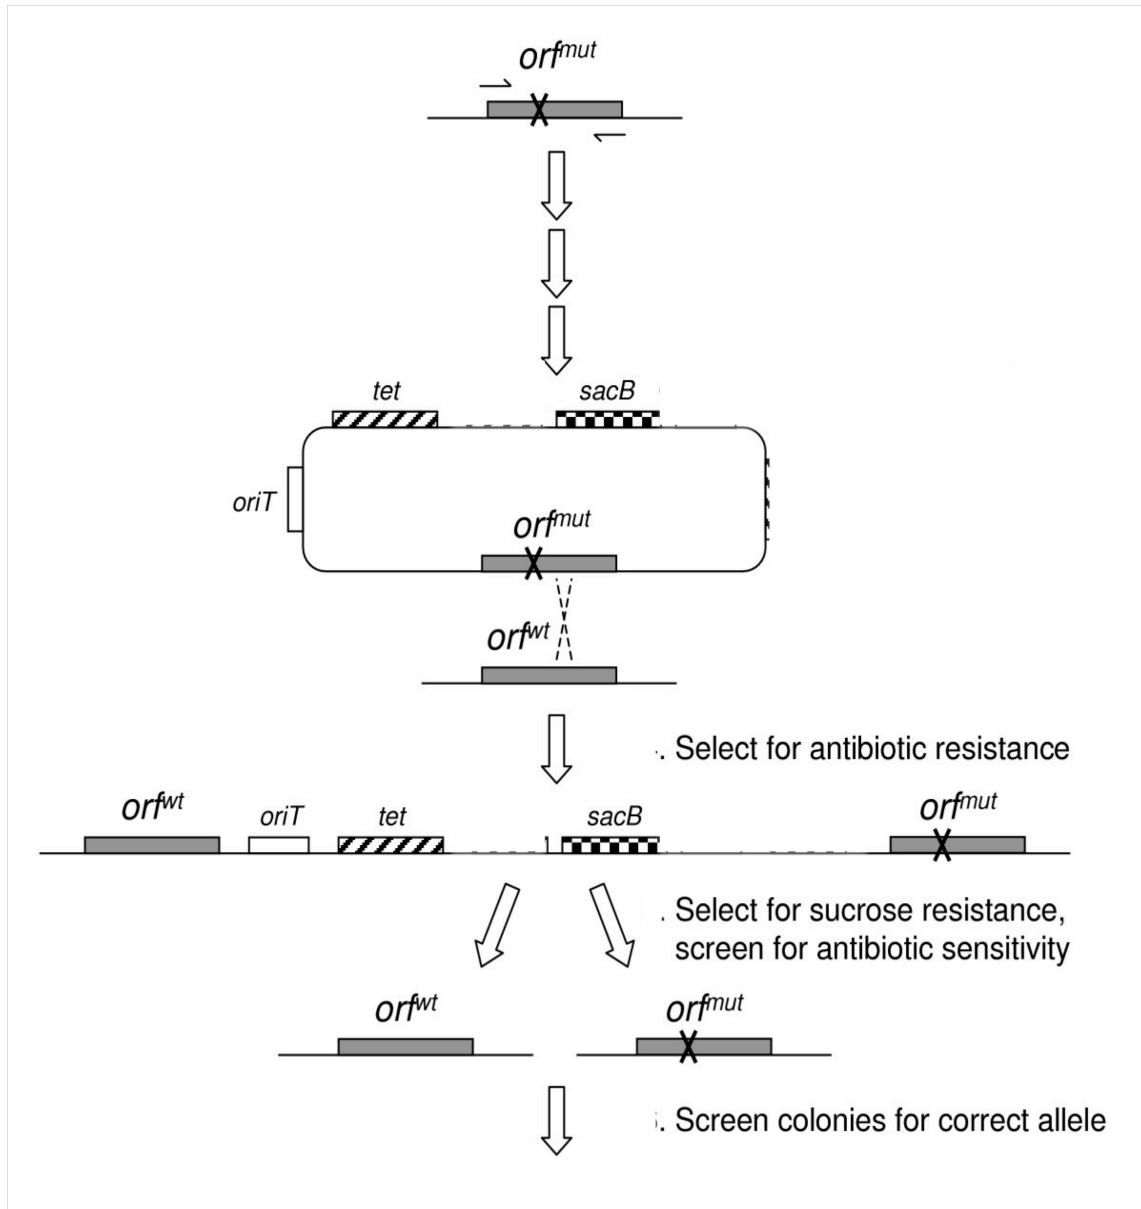 orfmut
tet sacB
oriT
orfmut
orfwt
. Select for antibiotic resistance
orfwt oriT tet sacB orfmut
. Select for sucrose resistance,
screen for antibiotic sensitivity
orfwt orfmut
. Screen colonies for correct allele